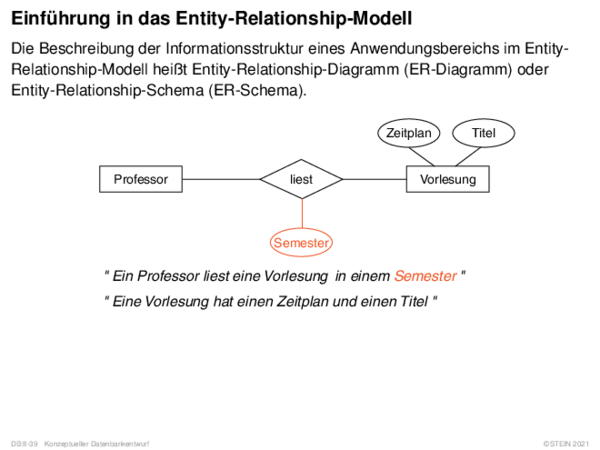 Einführung in das Entity-Relationship-Modell
Die Beschreibung der Informationsstruktur eines Anwendungsbereichs im Entity-
Relationship-Modell heißt Entity-Relationship-Diagramm (ER-Diagramm) oder
Entity-Relationship-Schema (ER-Schema).
Zeitplan Titel
Professor liest Vorlesung
Semester
" Ein Professor liest eine Vorlesung in einem Semester "
" Eine Vorlesung hat einen Zeitplan und einen Titel "
DB:II-39 Konzeptueller Datenbankentwurf ©STEIN 2021